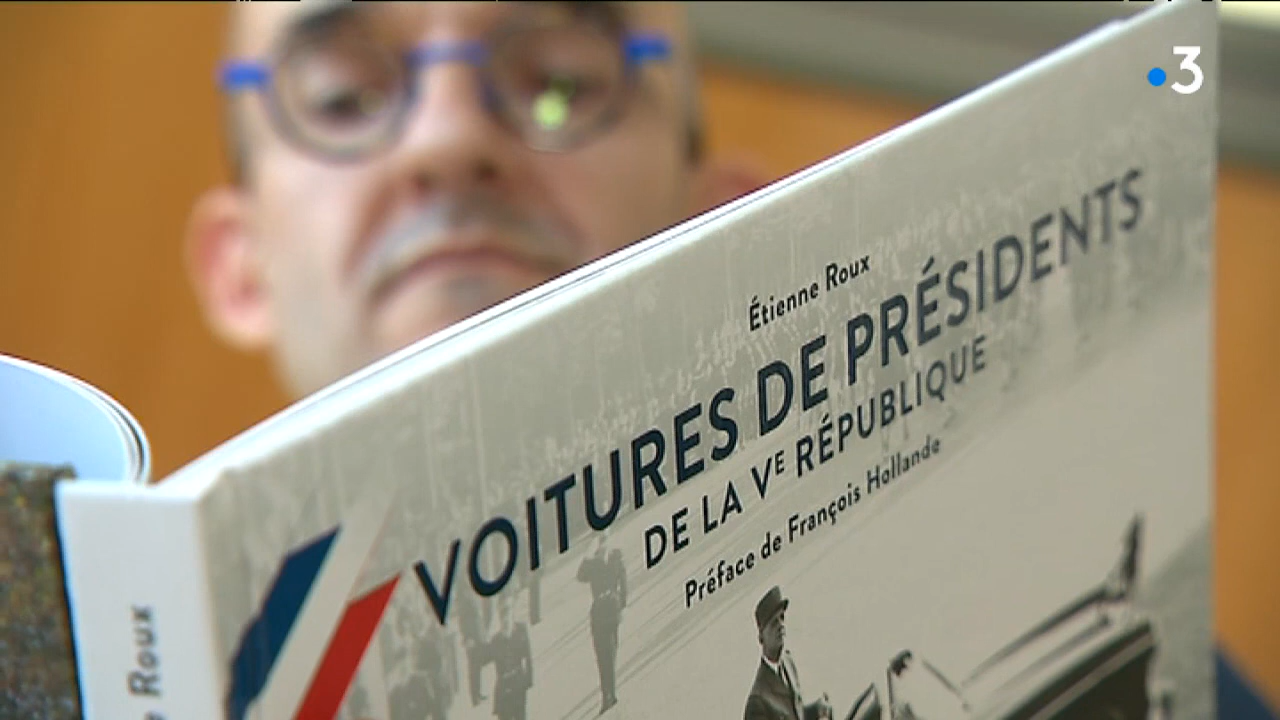 3
Étienne Roux
VOITURES DE PRÉSIDENTS
DE LA VE RÉPUBLIQUE
Préface de François Hollande
Roux